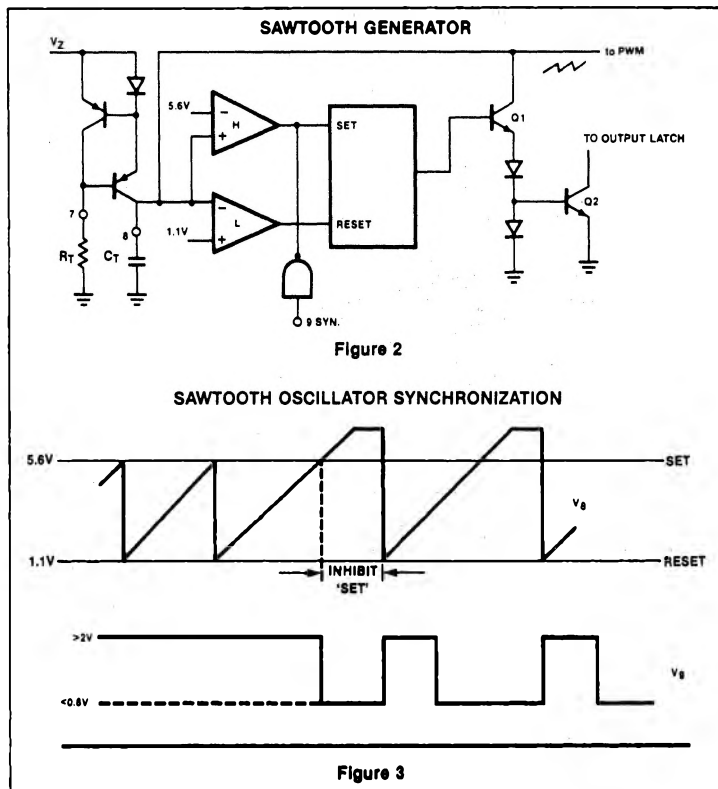 SAWTOOTH GENERATOR
VZ
to PWM
5.6V
−
H
+
SET
Q1
TO OUTPUT LATCH
7
8
−
L
+
1.1V
RESET
Q2
RT
CT
9 SYN.
Figure 2
SAWTOOTH OSCILLATOR SYNCHRONIZATION
5.6V
SET
V8
1.1V
RESET
INHIBIT
'SET'
>2V
V9
<0.8V
Figure 3